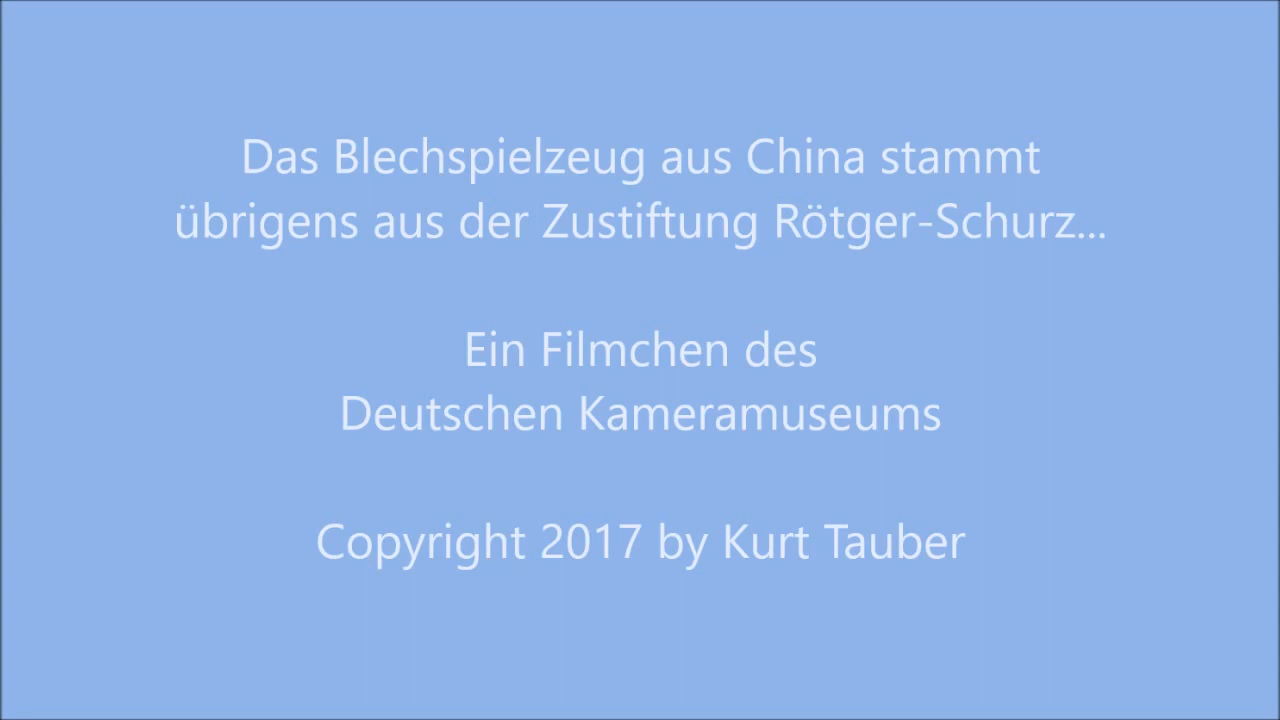 Das Blechspielzeug aus China stammt
übrigens aus der Zustiftung Rötger-Schurz...
Ein Filmchen des
Deutschen Kameramuseums
Copyright 2017 by Kurt Tauber